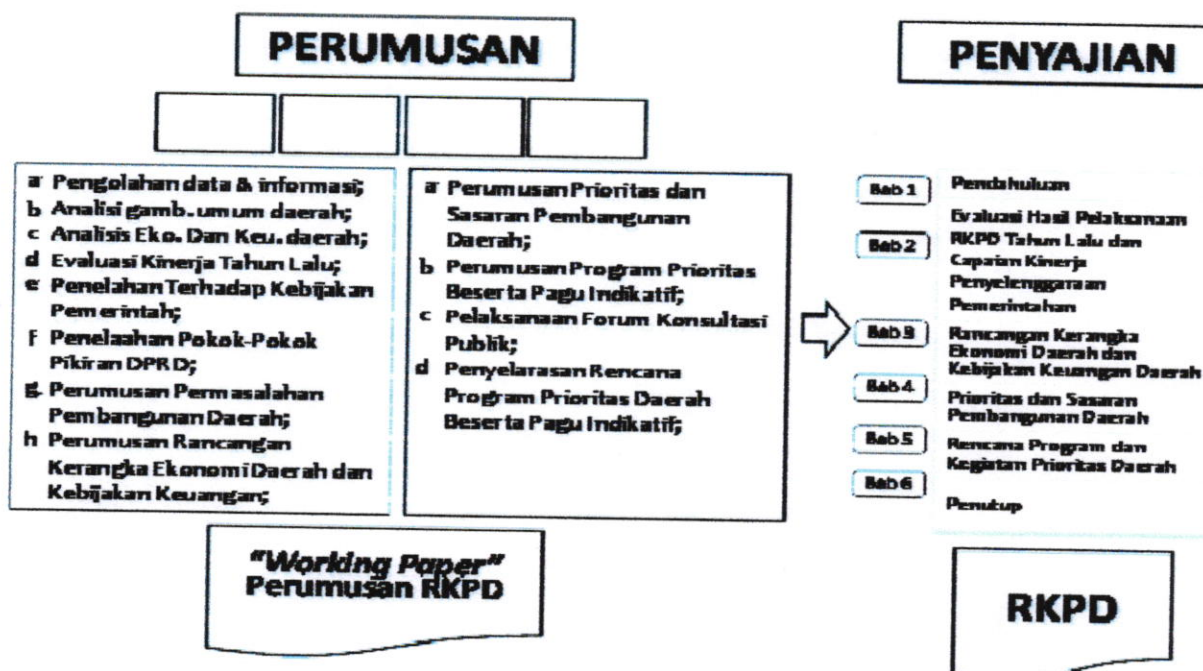 PERUMUSAN
a Pengolahan data & informasi;
b Analisi gamb. umum daerah;
c Analisis Eko. Dan Keu. daerah;
d Evaluasi Kinerja Tahun Lalu;
e Penelahan Terhadap Kebijakan
Pemerintah;
f Penelaahan Pokok-Pokok
Pikiran DPRD;
g. Perumusan Permasalahan
Pembangunan Daerah;
h Perumusan Rancangan
Kerangka Ekonomi Daerah dan
Kebijakan Keuangan;
a Perumusan Prioritas dan
Sasaran Pembangunan
Daerah;
b Perumusan Program Prioritas
Beserta Pagu Indikatif;
c Pelaksanaan Forum Konsultasi
Publik;
d Penyelarasan Rencana
Program Prioritas Daerah
Beserta Pagu Indikatif;
"Working Paper"
Perumusan RKPD
PENYAJIAN
Bab 1 Pendahuluan
Evaluasi Hasil Pelaksanaan
Bab 2 RKPD Tahun Lalu dan
Capaian Kinerja
Penyelenggaraan
Pemerintahan
Bab 3 Rancangan Kerangka
Ekonomi Daerah dan
Kebijakan Keuangan Daerah
Bab 4 Prioritas dan Sasaran
Pembangunan Daerah
Bab 5 Rencana Program dan
Kegiatan Prioritas Daerah
Bab 6 Penutup
RKPD